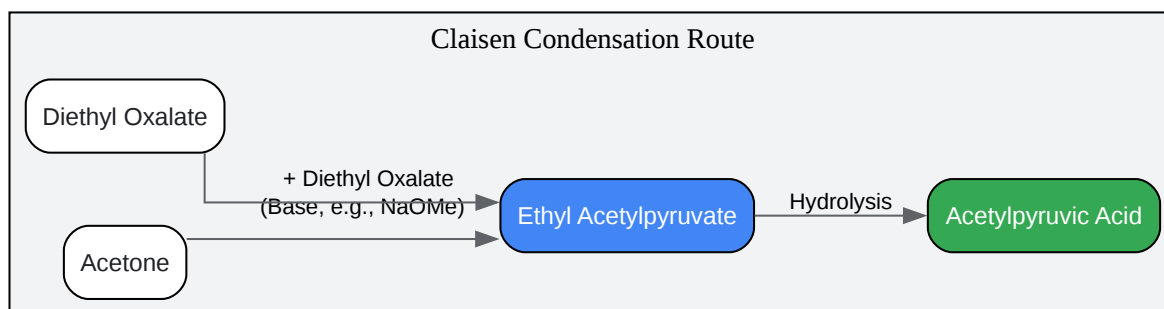 Claisen Condensation Route
Diethyl Oxalate
+ Diethyl Oxalate
(Base, e.g., NaOMe)
Ethyl Acetylpyruvate
Hydrolysis
Acetylpyruvic Acid
Acetone